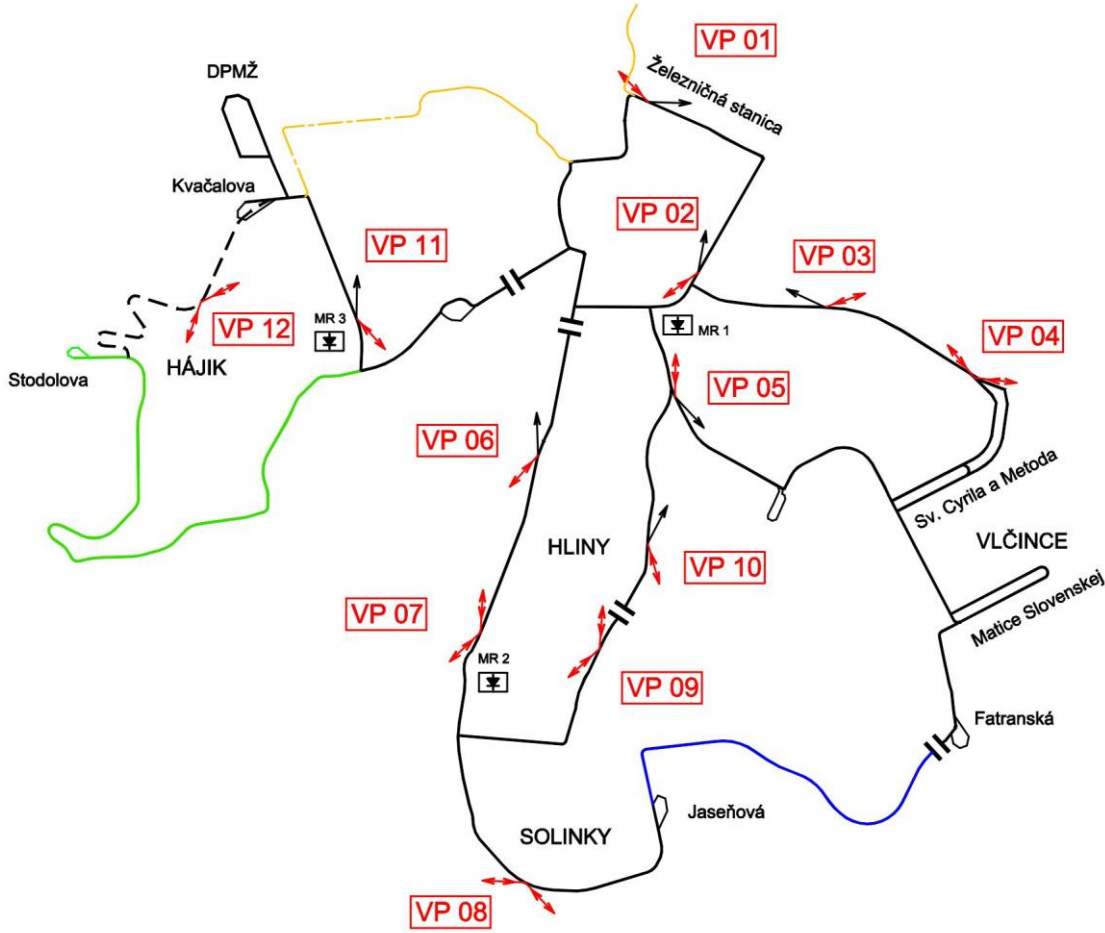 VP 01
DPMŽ
Železničná stanica
Kvačalova
VP 02
VP 11
VP 03
VP 12
MR 3
MR 1
VP 04
HÁJIK
Stodolova
VP 05
VP 06
Sv. Cyrila a Metoda
HLINY
VLČINCE
VP 10
VP 07
Matice Slovenskej
MR 2
VP 09
Fatranská
Jaseňová
SOLINKY
VP 08